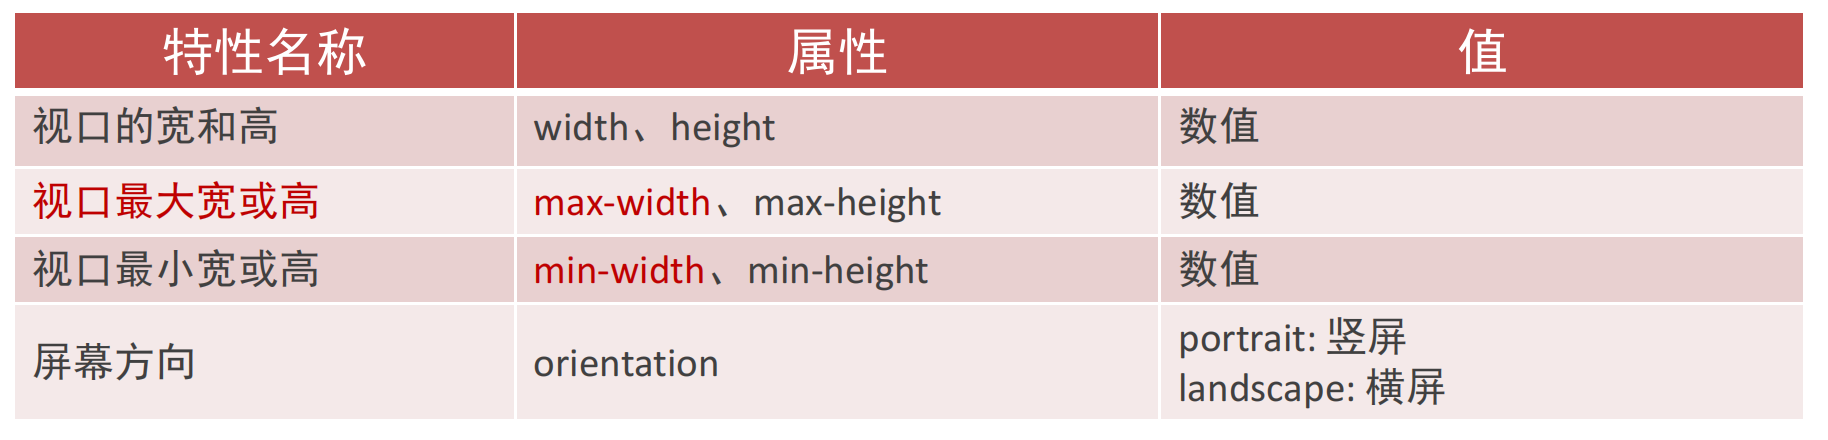 特性名称 属性 值
视口的宽和高 width、height 数值
视口最大宽或高 max-width、max-height 数值
视口最小宽或高 min-width、min-height 数值
屏幕方向 orientation portrait: 竖屏
landscape: 横屏